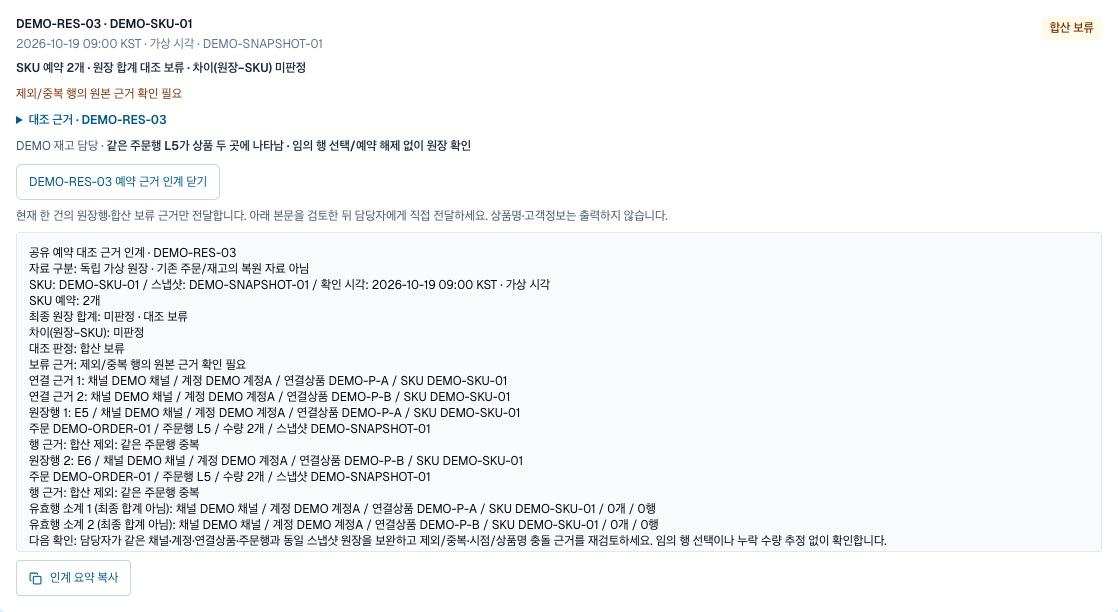 DEMO-RES-03 · DEMO-SKU-01
합산 보류
2026-10-19 09:00 KST · 가상 시각 · DEMO-SNAPSHOT-01
SKU 예약 2개 · 원장 합계 대조 보류 · 차이(원장−SKU) 미판정
제외/중복 행의 원본 근거 확인 필요
▶ 대조 근거 · DEMO-RES-03
DEMO 재고 담당 · 같은 주문행 L5가 상품 두 곳에 나타남 · 임의 행 선택/예약 해제 없이 원장 확인
DEMO-RES-03 예약 근거 인계 닫기
현재 한 건의 원장행·합산 보류 근거만 전달합니다. 아래 본문을 검토한 뒤 담당자에게 직접 전달하세요. 상품명·고객정보는 출력하지 않습니다.
공유 예약 대조 근거 인계 · DEMO-RES-03
자료 구분: 독립 가상 원장 · 기존 주문/재고의 복원 자료 아님
SKU: DEMO-SKU-01 / 스냅샷: DEMO-SNAPSHOT-01 / 확인 시각: 2026-10-19 09:00 KST · 가상 시각
SKU 예약: 2개
최종 원장 합계: 미판정 · 대조 보류
차이(원장−SKU): 미판정
대조 판정: 합산 보류
보류 근거: 제외/중복 행의 원본 근거 확인 필요
연결 근거 1: 채널 DEMO 채널 / 계정 DEMO 계정A / 연결상품 DEMO-P-A / SKU DEMO-SKU-01
연결 근거 2: 채널 DEMO 채널 / 계정 DEMO 계정A / 연결상품 DEMO-P-B / SKU DEMO-SKU-01
원장행 1: E5 / 채널 DEMO 채널 / 계정 DEMO 계정A / 연결상품 DEMO-P-A / SKU DEMO-SKU-01
주문 DEMO-ORDER-01 / 주문행 L5 / 수량 2개 / 스냅샷 DEMO-SNAPSHOT-01
행 근거: 합산 제외: 같은 주문행 중복
원장행 2: E6 / 채널 DEMO 채널 / 계정 DEMO 계정A / 연결상품 DEMO-P-B / SKU DEMO-SKU-01
주문 DEMO-ORDER-01 / 주문행 L5 / 수량 2개 / 스냅샷 DEMO-SNAPSHOT-01
행 근거: 합산 제외: 같은 주문행 중복
유효행 소계 1 (최종 합계 아님): 채널 DEMO 채널 / 계정 DEMO 계정A / 연결상품 DEMO-P-A / SKU DEMO-SKU-01 / 0개 / 0행
유효행 소계 2 (최종 합계 아님): 채널 DEMO 채널 / 계정 DEMO 계정A / 연결상품 DEMO-P-B / SKU DEMO-SKU-01 / 0개 / 0행
다음 확인: 담당자가 같은 채널·계정·연결상품·주문행과 동일 스냅샷 원장을 보완하고 제외/중복·시점/상품명 충돌 근거를 재검토하세요. 임의 행 선택이나 누락 수량 추정 없이 확인합니다.
인계 요약 복사